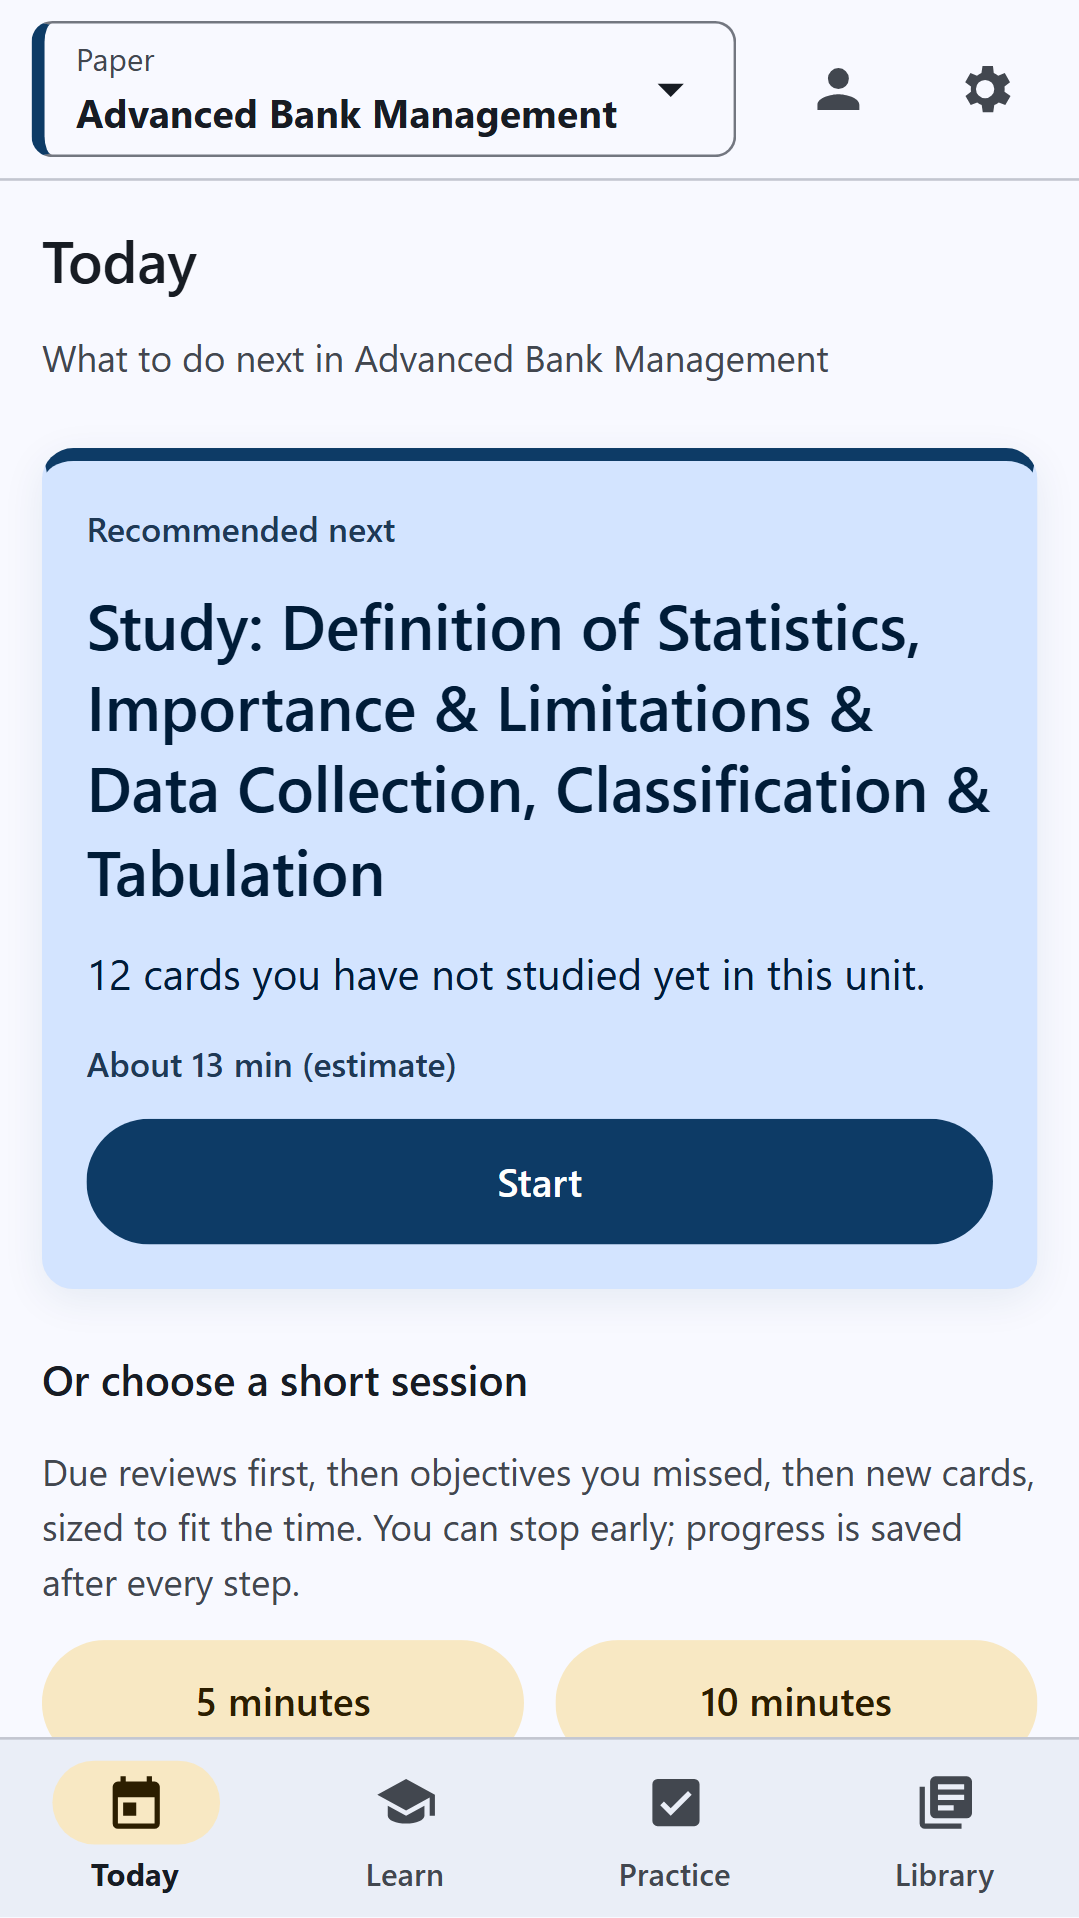 Paper
Advanced Bank Management
Today
What to do next in Advanced Bank Management
Recommended next
Study: Definition of Statistics,
Importance & Limitations &
Data Collection, Classification &
Tabulation
12 cards you have not studied yet in this unit.
About 13 min (estimate)
Start
Or choose a short session
Due reviews first, then objectives you missed, then new cards,
sized to fit the time. You can stop early; progress is saved
after every step.
5 minutes
10 minutes
Today
Learn
Practice
Library